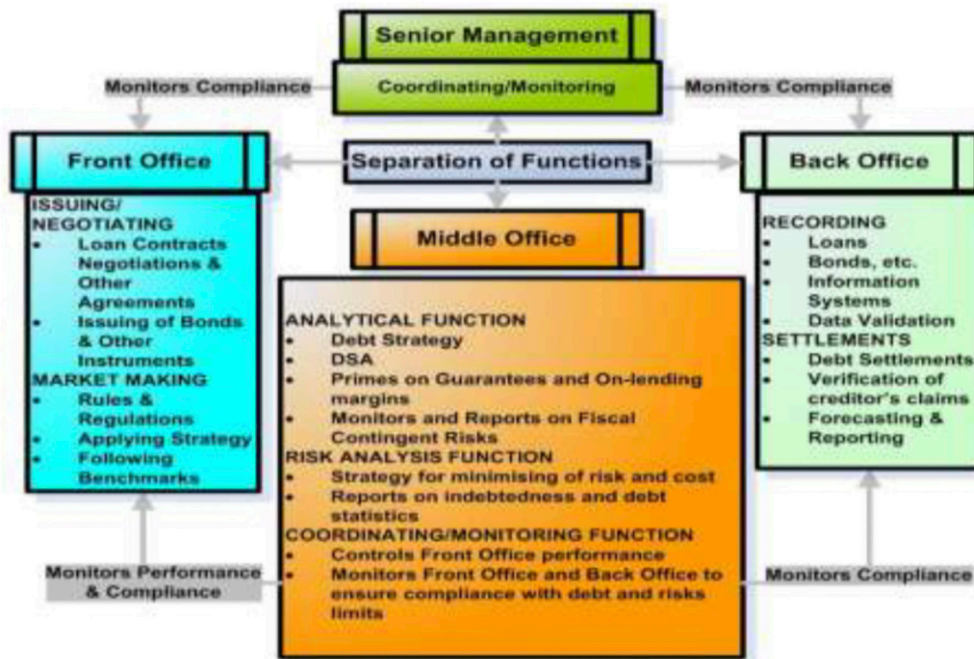 Senior Management
Coordinating/Monitoring
Monitors Compliance
Monitors Compliance
Front Office
Separation of Functions
Back Office
ISSUING/
NEGOTIATING
• Loan Contracts
Negotiations &
Other
Agreements
• Issuing of Bonds
& Other
Instruments
MARKET MAKING
• Rules &
Regulations
• Applying Strategy
• Following
Benchmarks
Middle Office
ANALYTICAL FUNCTION
• Debt Strategy
• DSA
• Primes on Guarantees and On-lending
margins
• Monitors and Reports on Fiscal
Contingent Risks
RISK ANALYSIS FUNCTION
• Strategy for minimising of risk and cost
• Reports on indebtedness and debt
statistics
COORDINATING/MONITORING FUNCTION
• Controls Front Office performance
• Monitors Front Office and Back Office to
ensure compliance with debt and risks
limits
RECORDING
• Loans
• Bonds, etc.
• Information
Systems
• Data Validation
SETTLEMENTS
• Debt Settlements
• Verification of
creditor's claims
• Forecasting &
Reporting
Monitors Performance
& Compliance
Monitors Compliance